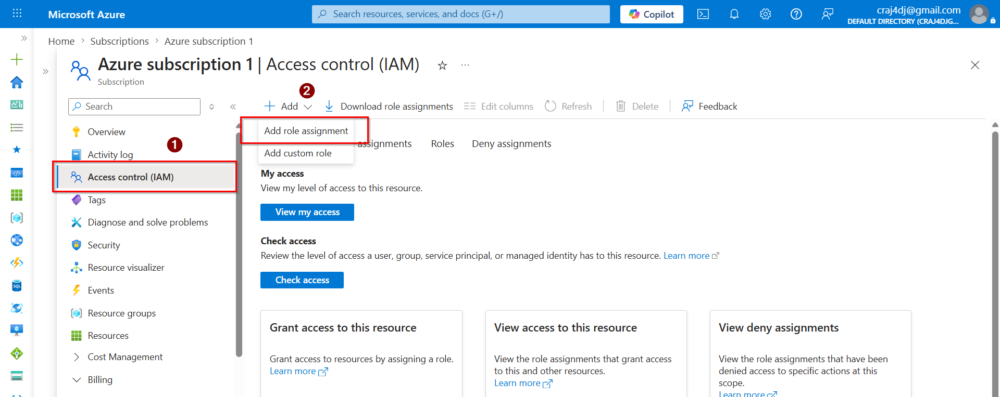 Microsoft Azure
Search resources, services, and docs (G+/)
Copilot
craj4dj@gmail.com
DEFAULT DIRECTORY (CRAJ4DJG...
Home > Subscriptions > Azure subscription 1
Azure subscription 1 | Access control (IAM)
Subscription
Search
Overview
1
Activity log
Access control (IAM)
Tags
Diagnose and solve problems
Security
Resource visualizer
Events
Resource groups
Resources
Cost Management
Billing
SQL
2
Add
Download role assignments
Edit columns
Refresh
Delete
Feedback
Add role assignment
Add custom role
assignments
Roles
Deny assignments
My access
View my level of access to this resource.
View my access
Check access
Review the level of access a user, group, service principal, or managed identity has to this resource. Learn more
Check access
Grant access to this resource
Grant access to resources by assigning a role.
Learn more
View access to this resource
View the role assignments that grant access
to this and other resources.
Learn more
View deny assignments
View the role assignments that have been
denied access to specific actions at this
scope.
Learn more